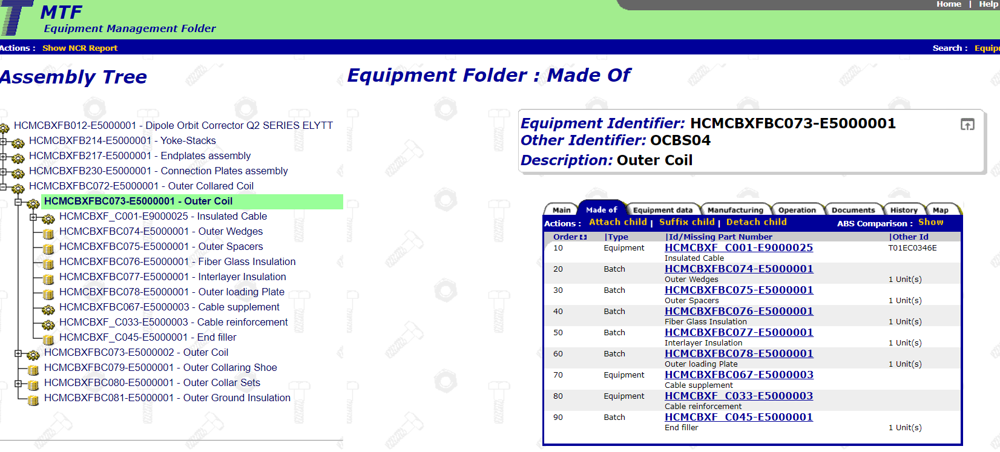 MTF
Equipment Management Folder
Home | Help
Actions : Show NCR Report
Search :
Assembly Tree
HCMCBXFB012-E5000001 - Dipole Orbit Corrector Q2 SERIES ELYTT
HCMCBXFB214-E5000001 - Yoke-Stacks
HCMCBXFB217-E5000001 - Endplates assembly
HCMCBXFB230-E5000001 - Connection Plates assembly
HCMCBXFBC072-E5000001 - Outer Collared Coil
HCMCBXFBC073-E5000001 - Outer Coil
HCMCBXF_C001-E9000025 - Insulated Cable
HCMCBXFBC074-E5000001 - Outer Wedges
HCMCBXFBC075-E5000001 - Outer Spacers
HCMCBXFBC076-E5000001 - Fiber Glass Insulation
HCMCBXFBC077-E5000001 - Interlayer Insulation
HCMCBXFBC078-E5000001 - Outer loading Plate
HCMCBXFBC067-E5000003 - Cable supplement
HCMCBXF_C033-E5000003 - Cable reinforcement
HCMCBXF_C045-E5000001 - End filler
HCMCBXFBC073-E5000002 - Outer Coil
HCMCBXFBC079-E5000001 - Outer Collaring Shoe
HCMCBXFBC080-E5000001 - Outer Collar Sets
HCMCBXFBC081-E5000001 - Outer Ground Insulation
Equipment Folder : Made Of
Equipment Identifier: HCMCBXFBC073-E5000001
Other Identifier: OCBS04
Description: Outer Coil
Main Made of Equipment data Manufacturing Operation Documents History Map
Actions : Attach child | Suffix child | Detach child ABS Comparison : Show
Order |Type |Id/Missing Part Number |Other Id
10 Equipment HCMCBXF_C001-E9000025 T01EC0346E
Insulated Cable
20 Batch HCMCBXFBC074-E5000001
Outer Wedges 1 Unit(s)
30 Batch HCMCBXFBC075-E5000001
Outer Spacers 1 Unit(s)
40 Batch HCMCBXFBC076-E5000001
Fiber Glass Insulation 1 Unit(s)
50 Batch HCMCBXFBC077-E5000001
Interlayer Insulation 1 Unit(s)
60 Batch HCMCBXFBC078-E5000001
Outer loading Plate 1 Unit(s)
70 Equipment HCMCBXFBC067-E5000003
Cable supplement
80 Equipment HCMCBXF_C033-E5000003
Cable reinforcement
90 Batch HCMCBXF_C045-E5000001
End filler 1 Unit(s)